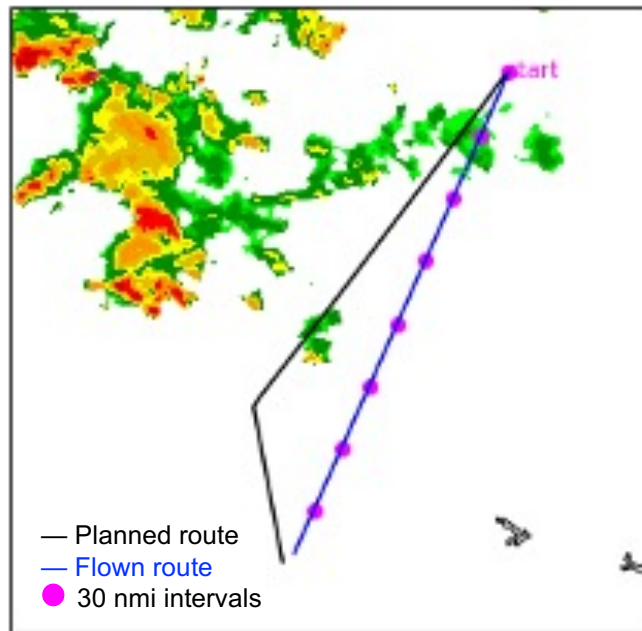 start
— Planned route
— Flown route
30 nmi intervals